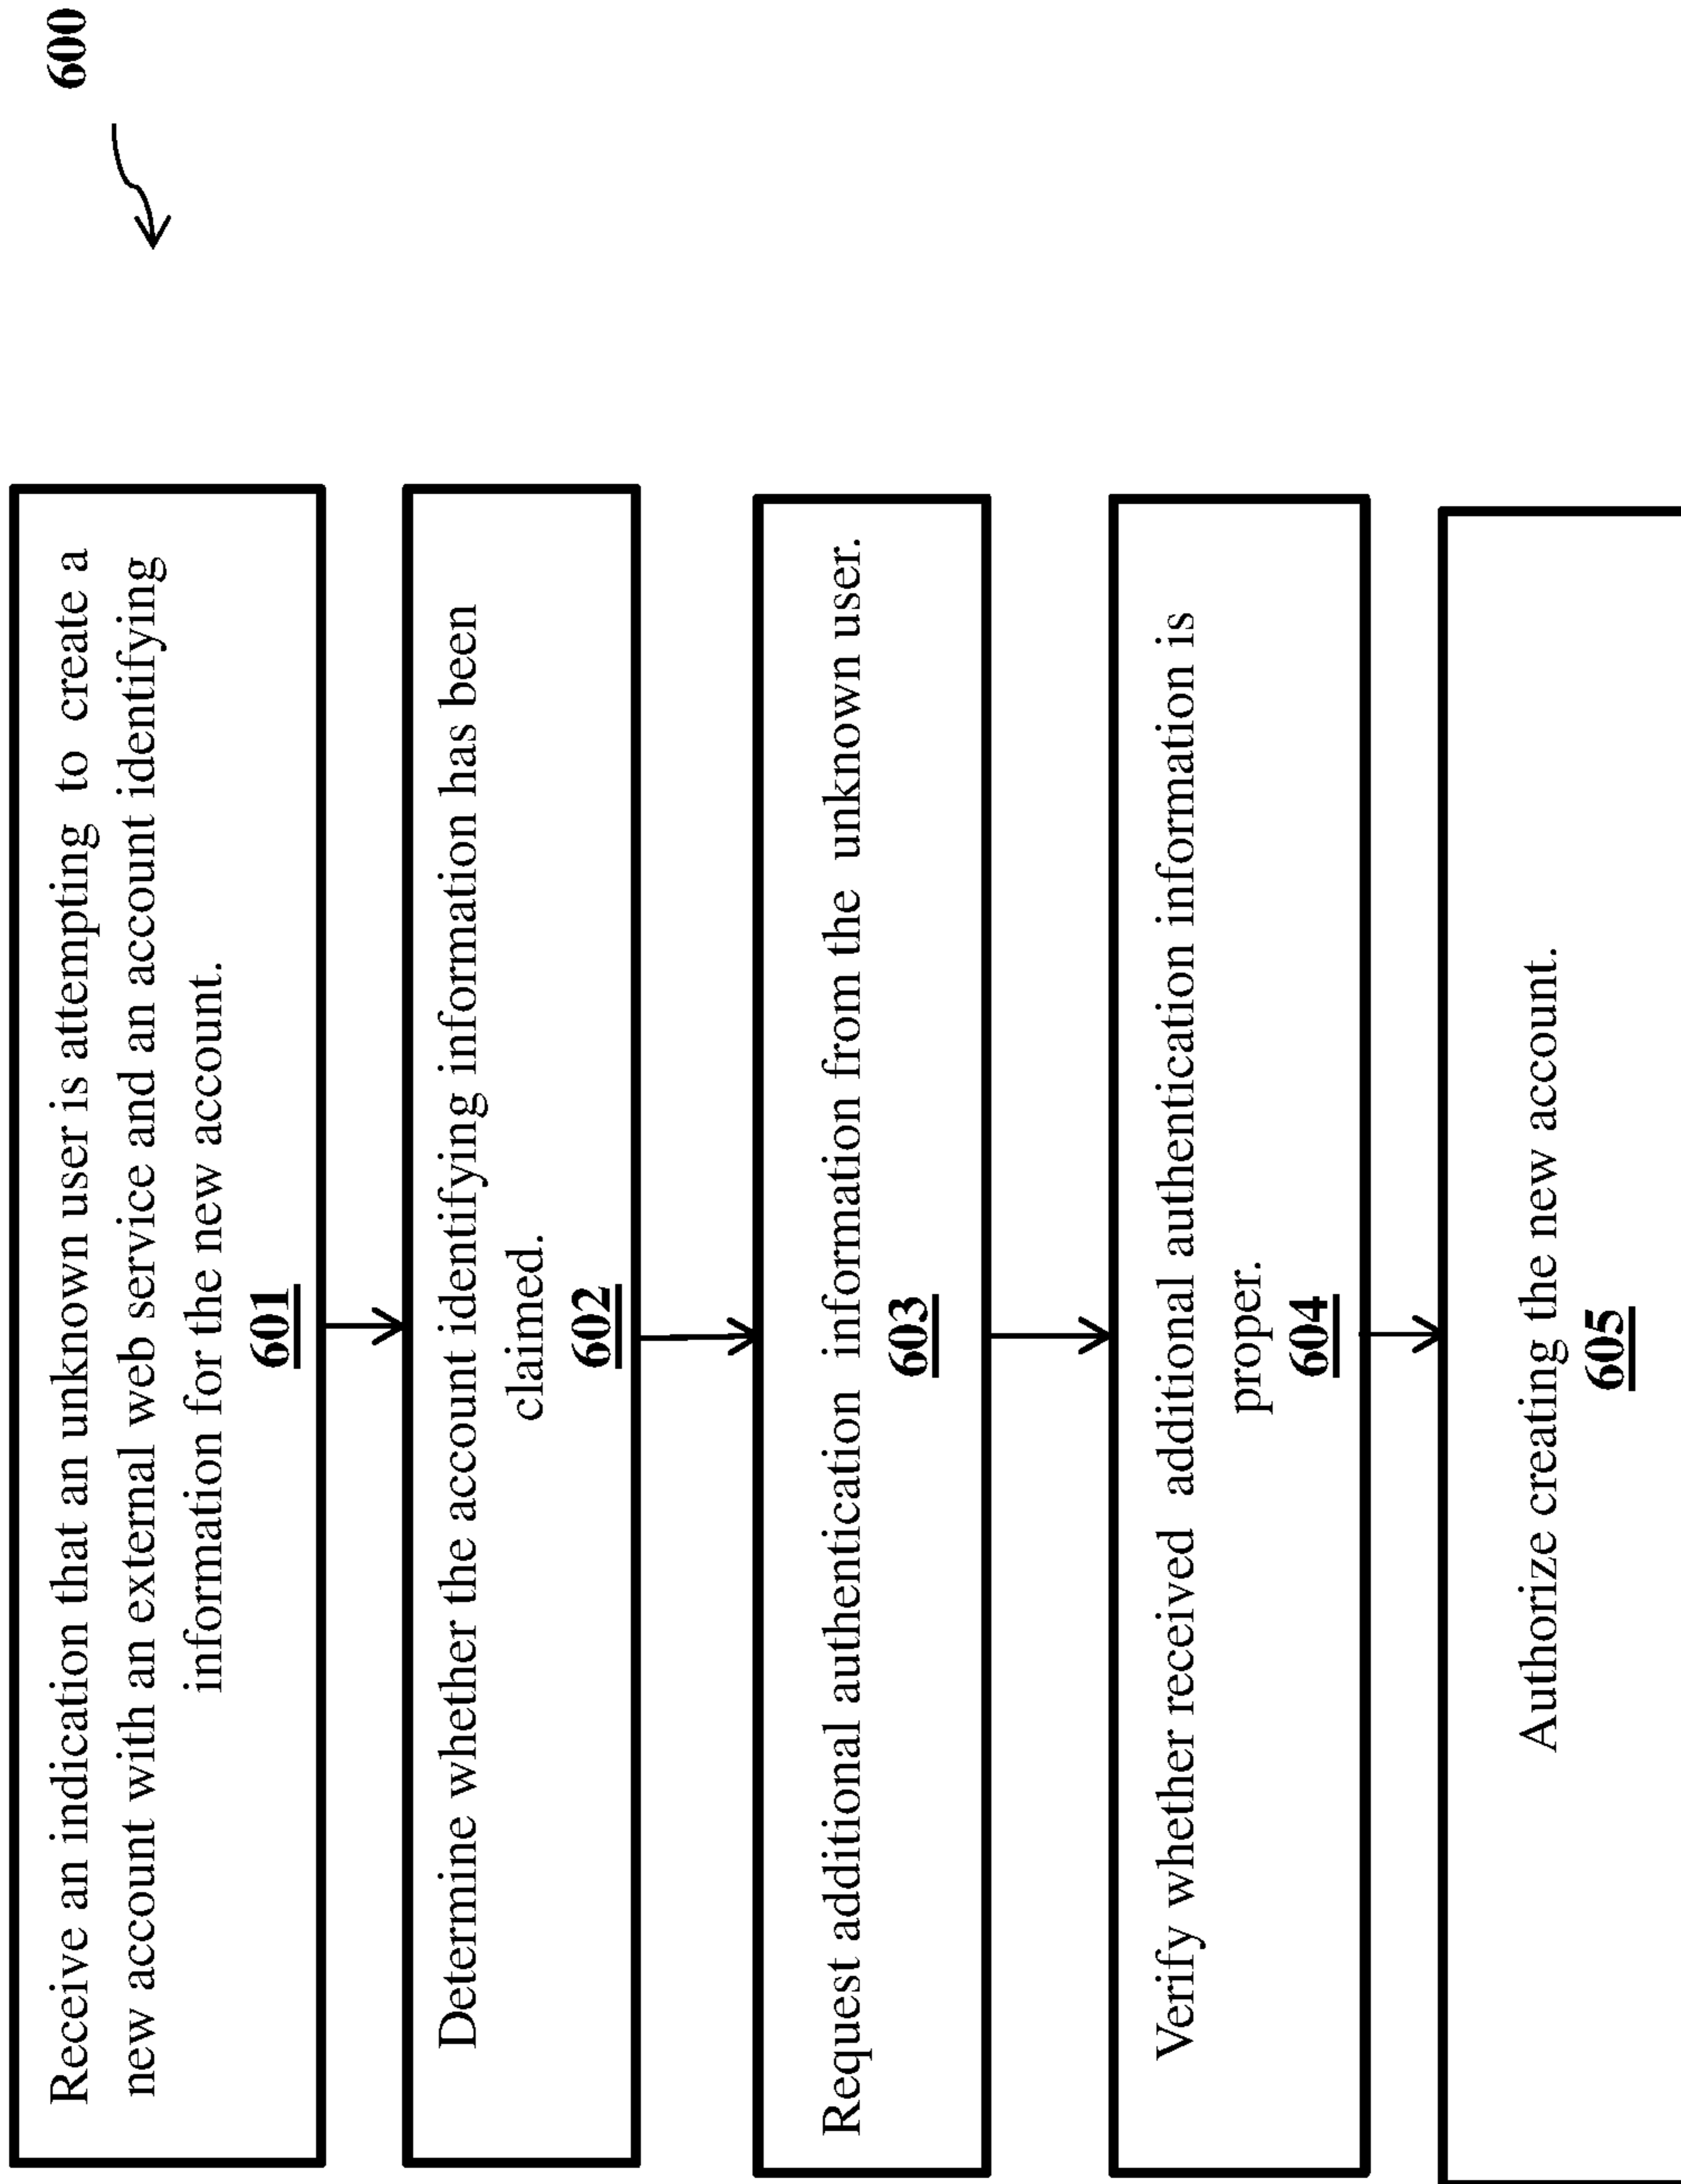 600
Receive an indication that an unknown user is attempting to create a
new account with an external web service and an account identifying
information for the new account.
601
Determine whether the account identifying information has been
claimed.
602
Request additional authentication information from the unknown user.
603
Verify whether received additional authentication information is
proper.
604
Authorize creating the new account.
605